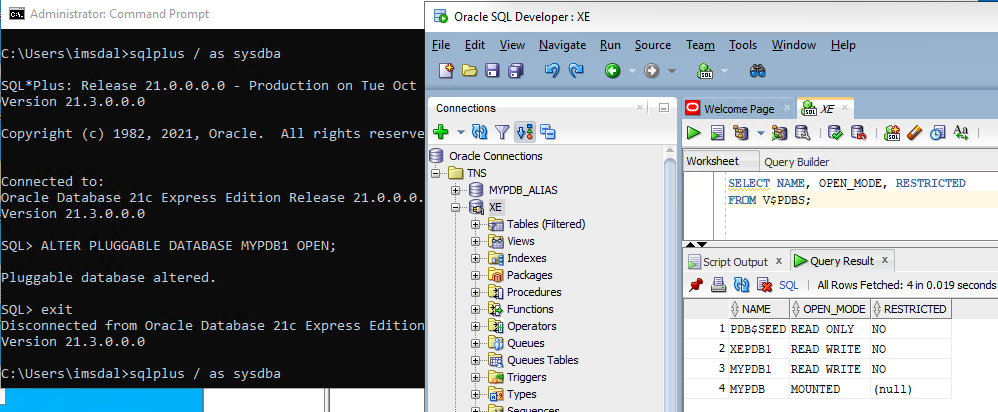 Administrator: Command Prompt
C:\Users\imsdal>sqlplus / as sysdba
SQL*Plus: Release 21.0.0.0.0 - Production on Tue Oct
Version 21.3.0.0.0
Copyright (c) 1982, 2021, Oracle.  All rights reserve
Connected to:
Oracle Database 21c Express Edition Release 21.0.0.0.
Version 21.3.0.0.0
SQL> ALTER PLUGGABLE DATABASE MYPDB1 OPEN;
Pluggable database altered.
SQL> exit
Disconnected from Oracle Database 21c Express Edition
Version 21.3.0.0.0
C:\Users\imsdal>sqlplus / as sysdba
Oracle SQL Developer : XE
File Edit View Navigate Run Source Team Tools Window Help
SQL
Connections
Oracle Connections
TNS
MYPDB_ALIAS
XE
Tables (Filtered)
Views
Indexes
Packages
Procedures
Functions
Operators
Queues
Queues Tables
Triggers
Types
Sequences
Welcome Page XE
Worksheet Query Builder
SELECT NAME, OPEN_MODE, RESTRICTED
FROM V$PDBS;
Script Output x Query Result x
SQL | All Rows Fetched: 4 in 0.019 seconds
NAME OPEN_MODE RESTRICTED
1 PDB$SEED READ ONLY NO
2 XEPDB1 READ WRITE NO
3 MYPDB1 READ WRITE NO
4 MYPDB MOUNTED (null)